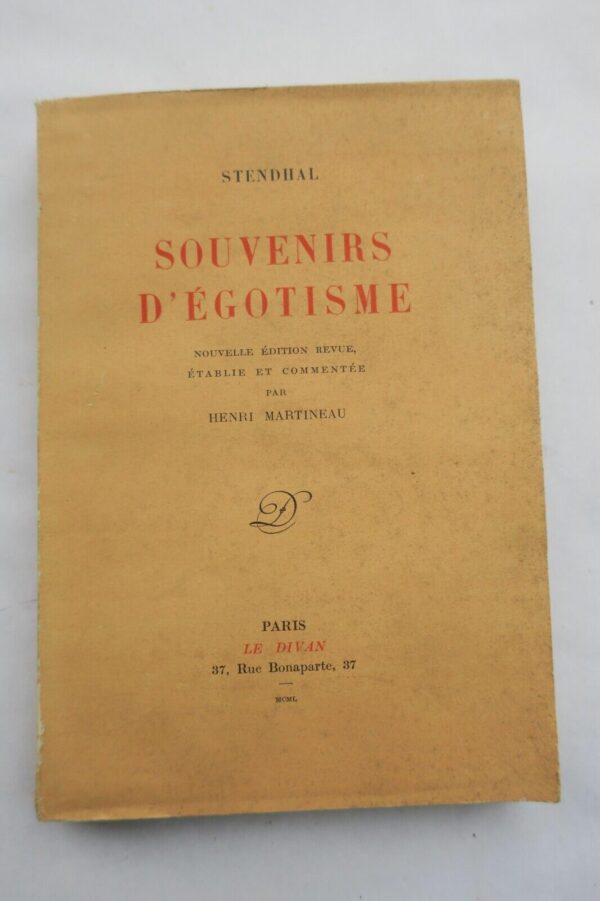 STENDHAL
SOUVENIRS
D'ÉGOTISME
NOUVELLE ÉDITION REVUE,
ÉTABLIE ET COMMENTÉE
PAR
HENRI MARTINEAU
D
PARIS
LE DIVAN
37, Rue Bonaparte, 37
MCML